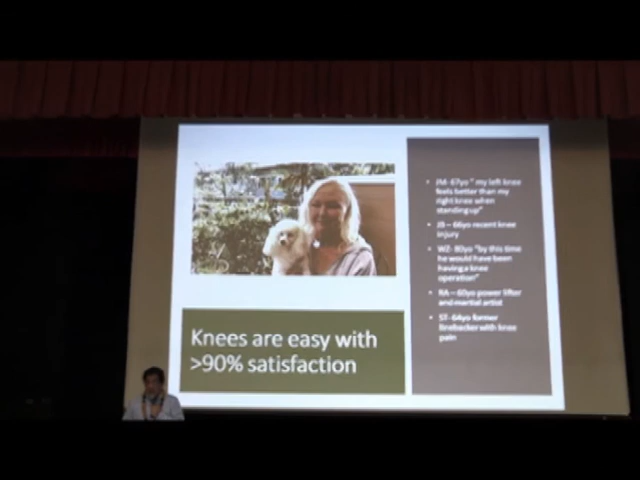 Knees are easy with
>90% satisfaction
• JM- 67yo " my left knee
feels better than my
right knee when
standing up"
• JB – 66yo recent knee
injury
• WZ- 80yo "by this time
he would have been
having a knee
operation"
• RA – 60yo power lifter
and martial artist
• ST- 64yo former
firebacker with knee
pain